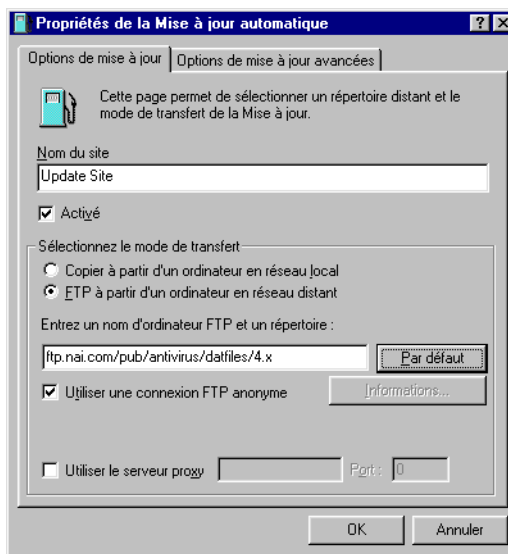 Propriétés de la Mise à jour automatique
Options de mise à jour
Options de mise à jour avancées
Cette page permet de sélectionner un répertoire distant et le
mode de transfert de la Mise à jour.
Nom du site
Update Site
Activé
Sélectionnez le mode de transfert
Copier à partir d'un ordinateur en réseau local
FTP à partir d'un ordinateur en réseau distant
Entrez un nom d'ordinateur FTP et un répertoire :
ftp.nai.com/pub/antivirus/datfiles/4.x
Par défaut
Utiliser une connexion FTP anonyme
Informations...
Utiliser le serveur proxy
Port :
0
OK
Annuler